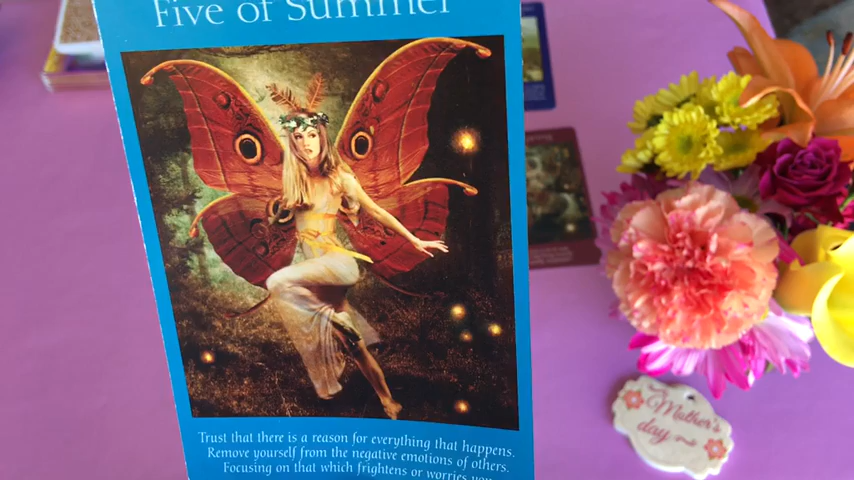 Five of Summer
Trust that there is a reason for everything that happens.
Remove yourself from the negative emotions of others.
Focusing on that which frightens or worries you
Mother's
day